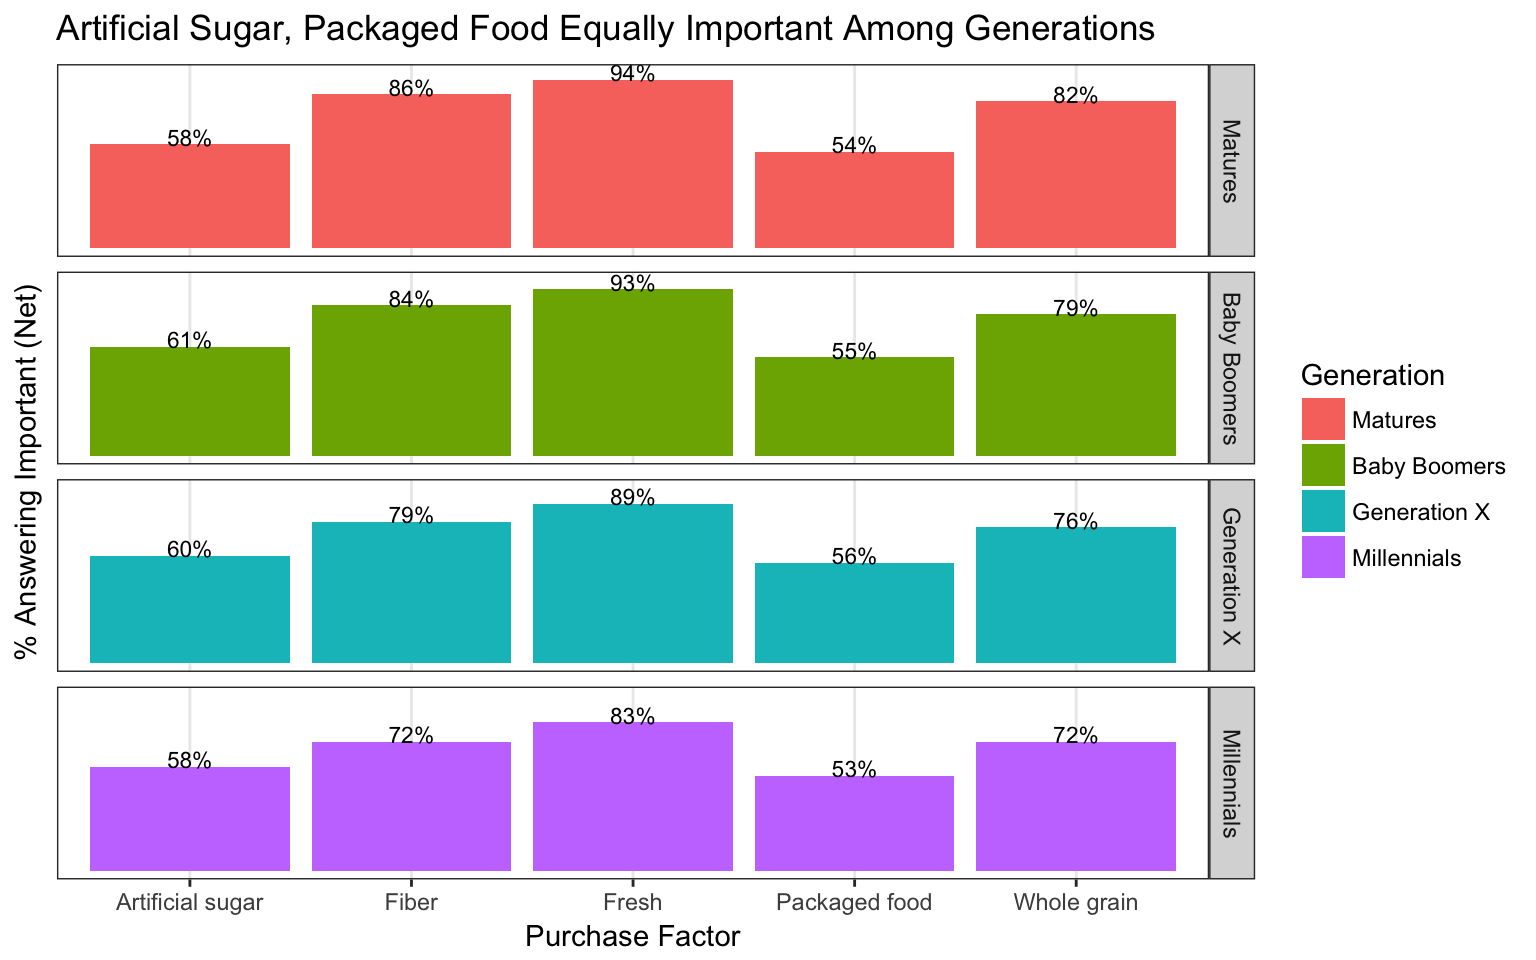 Artificial Sugar, Packaged Food Equally Important Among Generations
% Answering Important (Net)
58%
86%
94%
54%
82%
Matures
61%
84%
93%
55%
79%
Baby Boomers
60%
79%
89%
56%
76%
Generation X
58%
72%
83%
53%
72%
Millennials
Artificial sugar
Fiber
Fresh
Packaged food
Whole grain
Purchase Factor
Generation
Matures
Baby Boomers
Generation X
Millennials